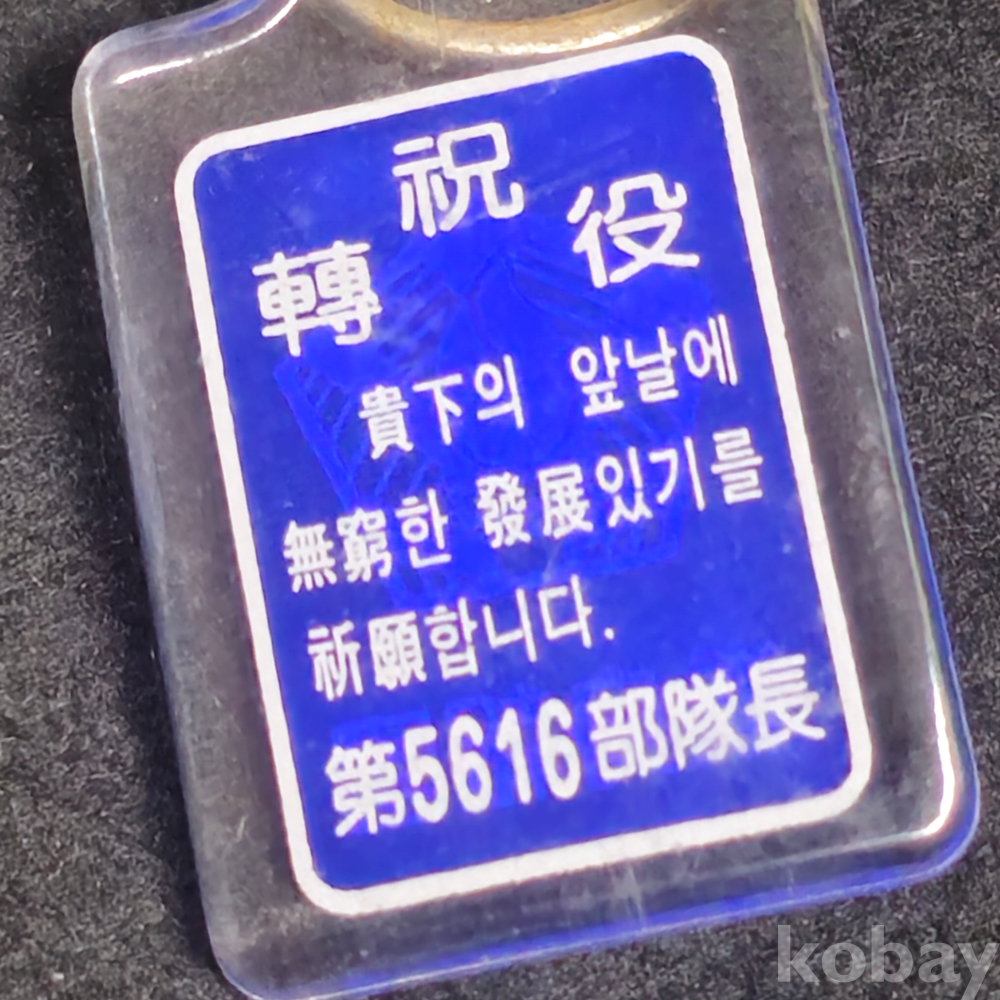 祝
轉 役
貴下의 앞날에
無窮한 發展있기를
祈願합니다.
第5616部隊長
kobay